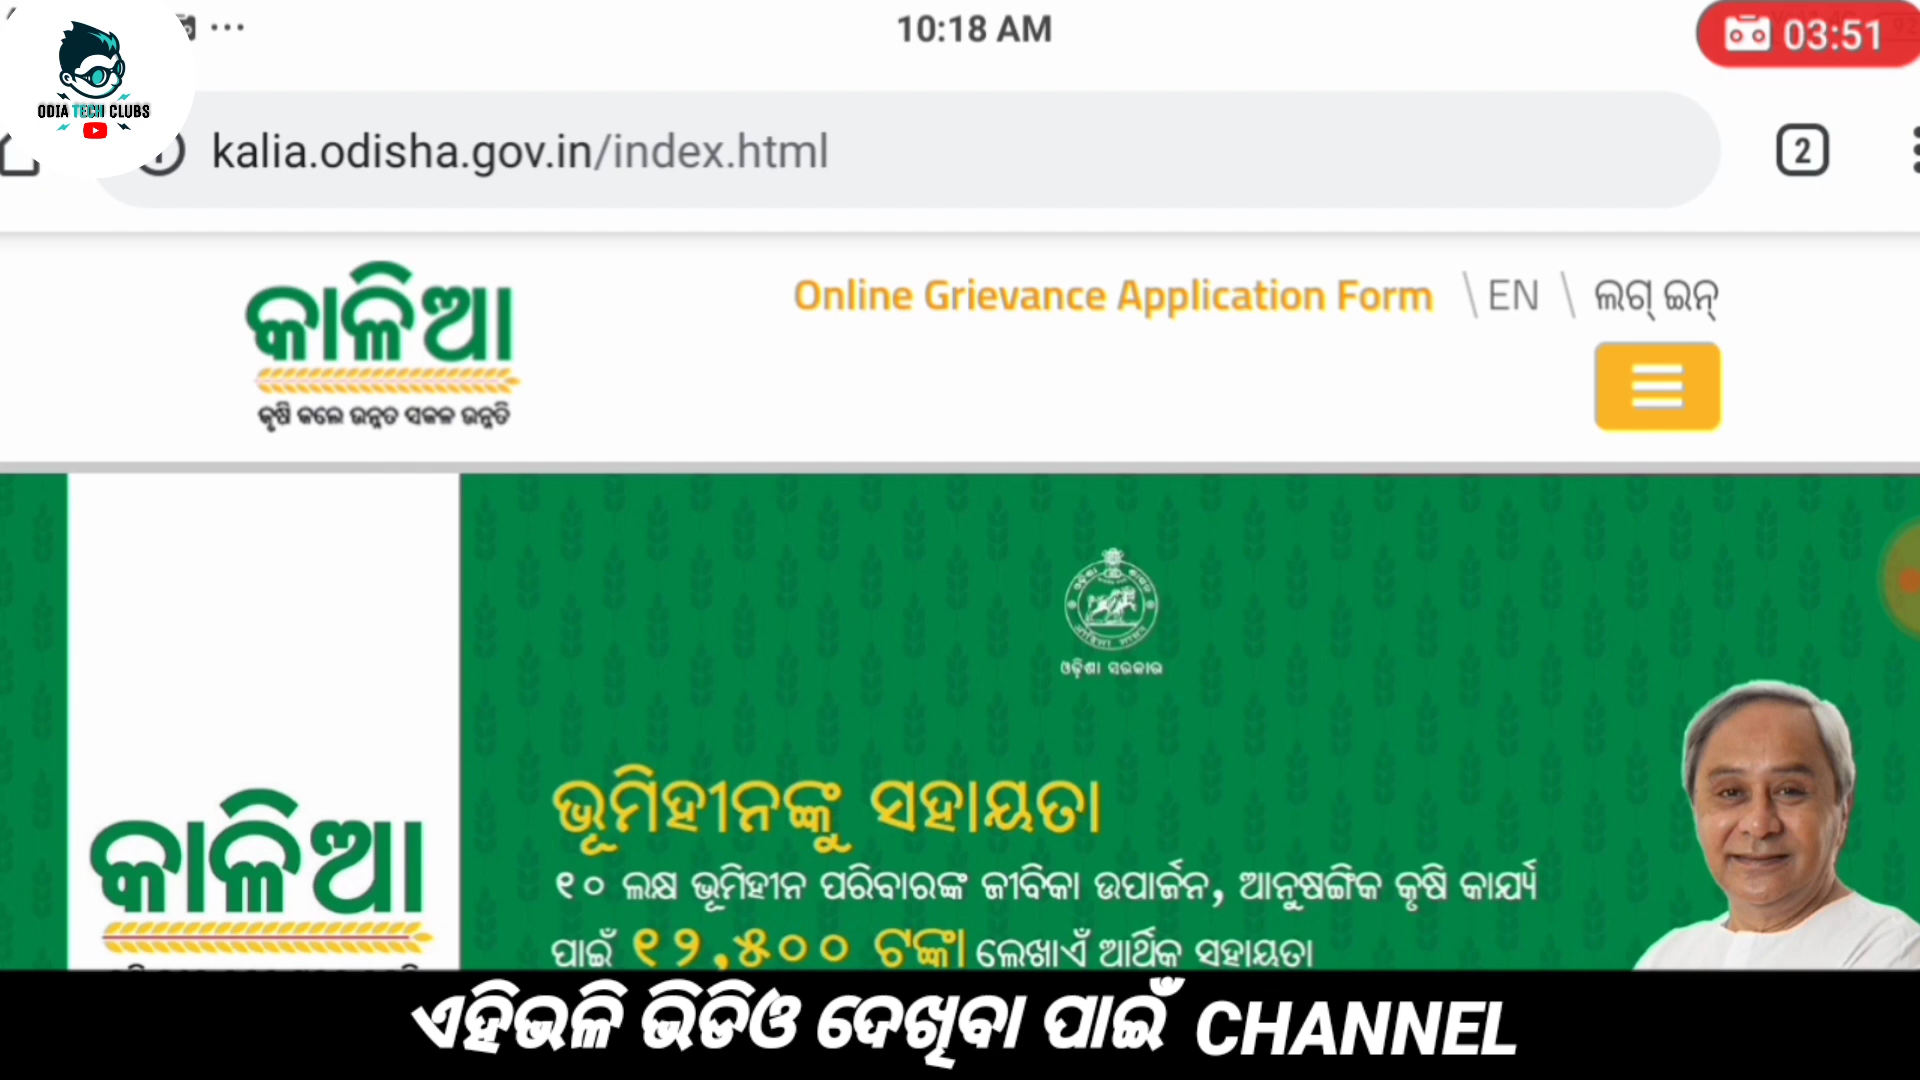 10:18 AM
03:51
ODIA TECH CLUBS
kalia.odisha.gov.in/index.html
2
Online Grievance Application Form \ EN \ ଲଗ୍ ଇନ୍
କାଳିଆ
କୃଷି କଲେ ଉନ୍ନତ ସକଳ ଉନ୍ନତି
ଓଡ଼ିଶା ସରକାର
ଭୂମିହୀନଙ୍କୁ ସହାୟତା
୧୦ ଲକ୍ଷ ଭୂମିହୀନ ପରିବାରଙ୍କ ଜୀବିକା ଉପାର୍ଜନ, ଆନୁଷଙ୍ଗିକ କୃଷି କାର୍ଯ୍ୟ
ପାଇଁ ୧୨,୫୦୦ ଟଙ୍କା ଲେଖାଏଁ ଆର୍ଥିକ ସହାୟତା
କାଳିଆ
ଏହିଭଳି ଭିଡିଓ ଦେଖିବା ପାଇଁ CHANNEL